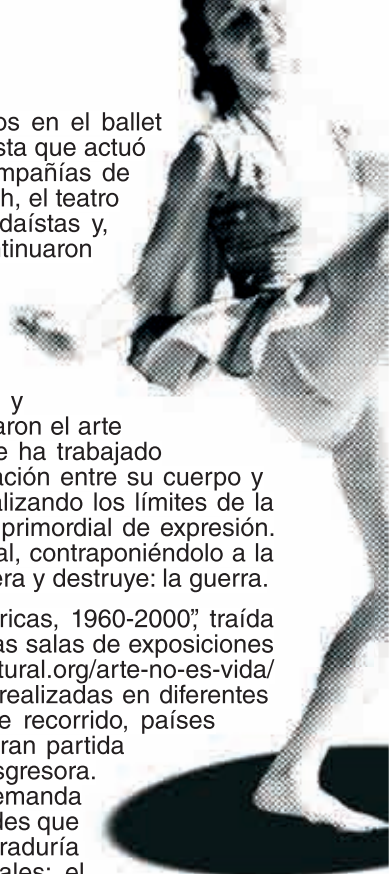 os en el ballet
sta que actuó
mpañías de
h, el teatro
daístas y,
ntinuaron
y
aron el arte
e ha trabajado
ación entre su cuerpo y
alizando los límites de la
primordial de expresión.
al, contraponiéndolo a la
era y destruye: la guerra.
ricas, 1960-2000”, traída
as salas de exposiciones
tural.org/arte-no-es-vida/
realizadas en diferentes
e recorrido, países
ran partida
sgresora.
emanda
des que
raduría
ales: el